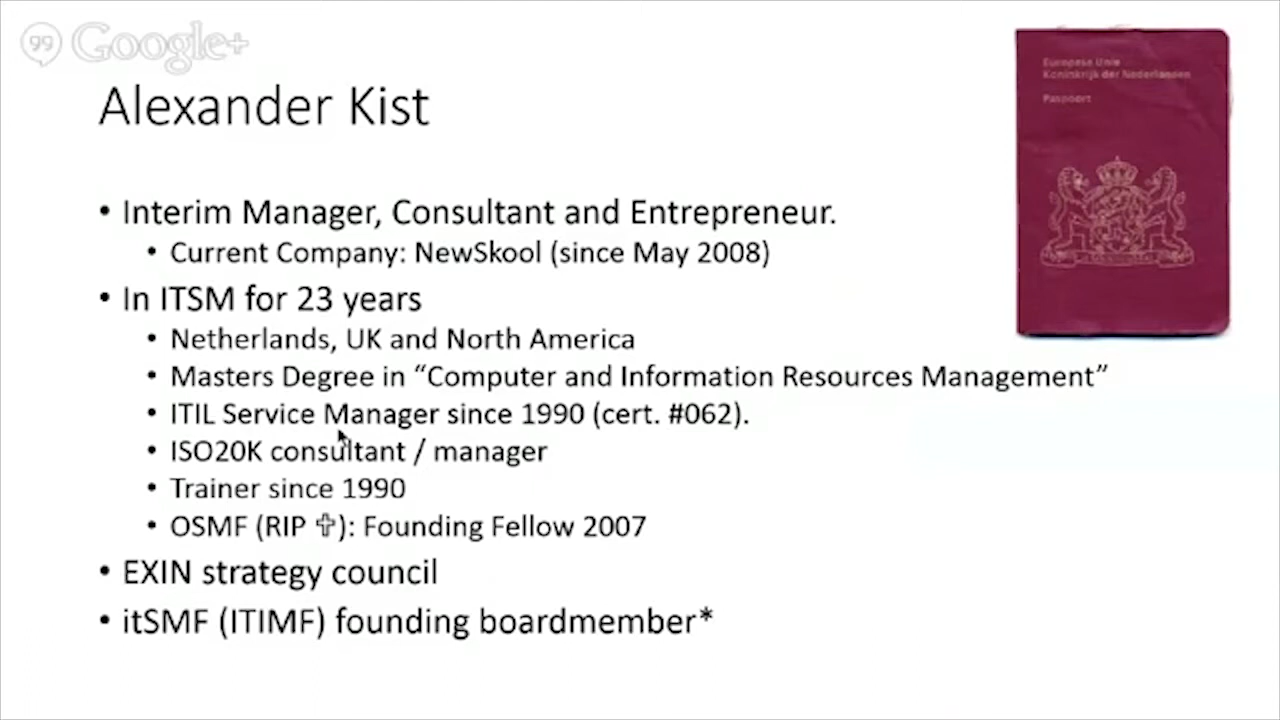 Google+
Alexander Kist
Europese Unie
Koninkrijk der Nederlanden
Paspoort
• Interim Manager, Consultant and Entrepreneur.
• Current Company: NewSkool (since May 2008)
• In ITSM for 23 years
• Netherlands, UK and North America
• Masters Degree in “Computer and Information Resources Management”
• ITIL Service Manager since 1990 (cert. #062).
• ISO20K consultant / manager
• Trainer since 1990
• OSMF (RIP ✞): Founding Fellow 2007
• EXIN strategy council
• itSMF (ITIMF) founding boardmember*